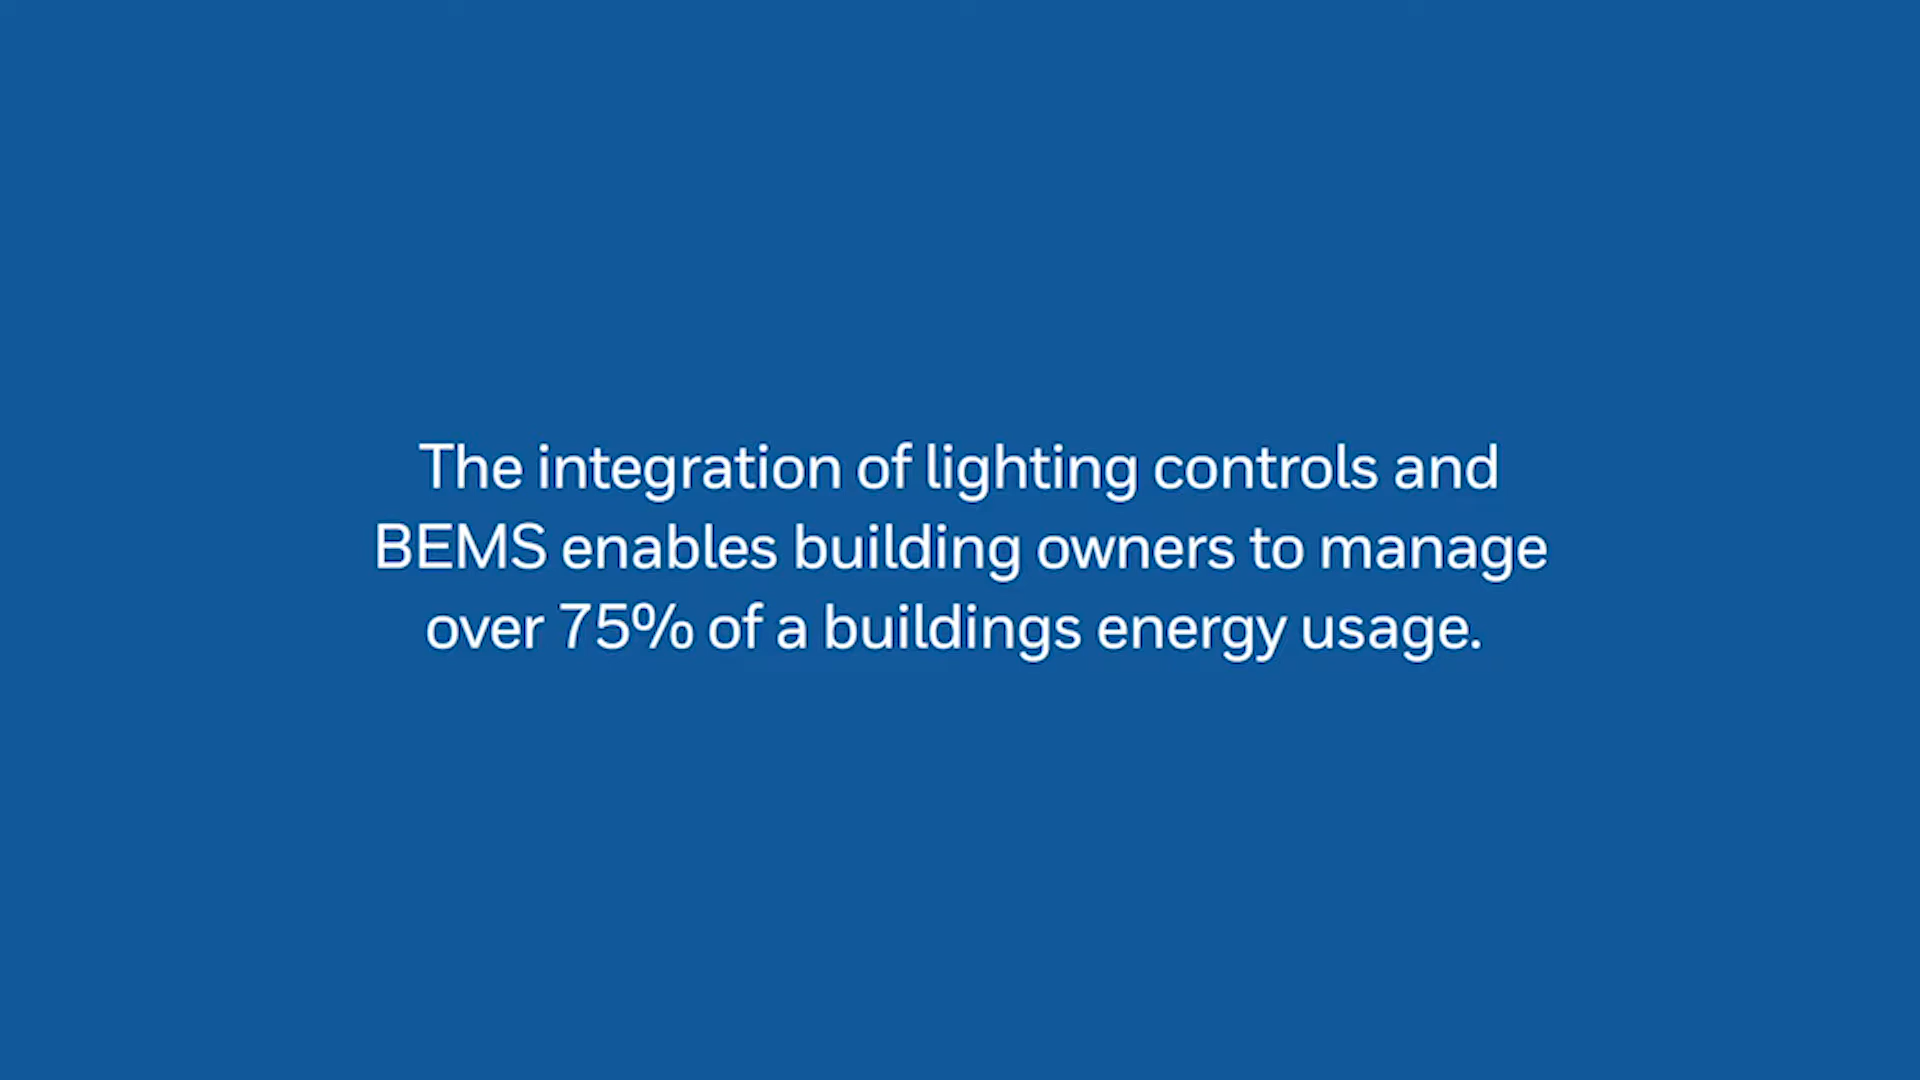 The integration of lighting controls and
BEMS enables building owners to manage
over 75% of a buildings energy usage.